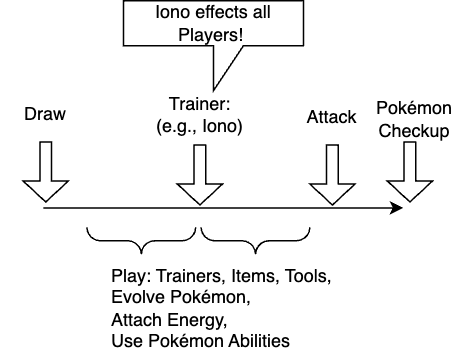 Iono effects all
Players!
Draw
Trainer:
(e.g., Iono)
Attack
Pokémon
Checkup
Play: Trainers, Items, Tools,
Evolve Pokémon,
Attach Energy,
Use Pokémon Abilities